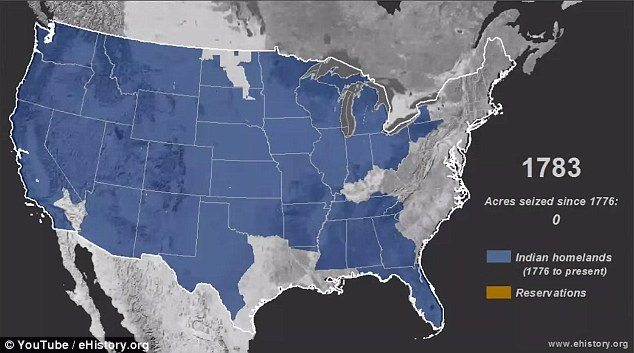 1783
Acres seized since 1776:
0
Indian homelands
(1776 to present)
Reservations
© YouTube / eHistory.org
www.ehistory.org